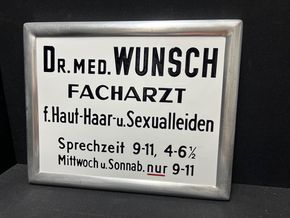 DR. MED. WUNSCH
FACHARZT
f. Haut-Haar-u. Sexualleiden
Sprechzeit 9-11, 4-6½
Mittwoch u. Sonnab. nur 9-11